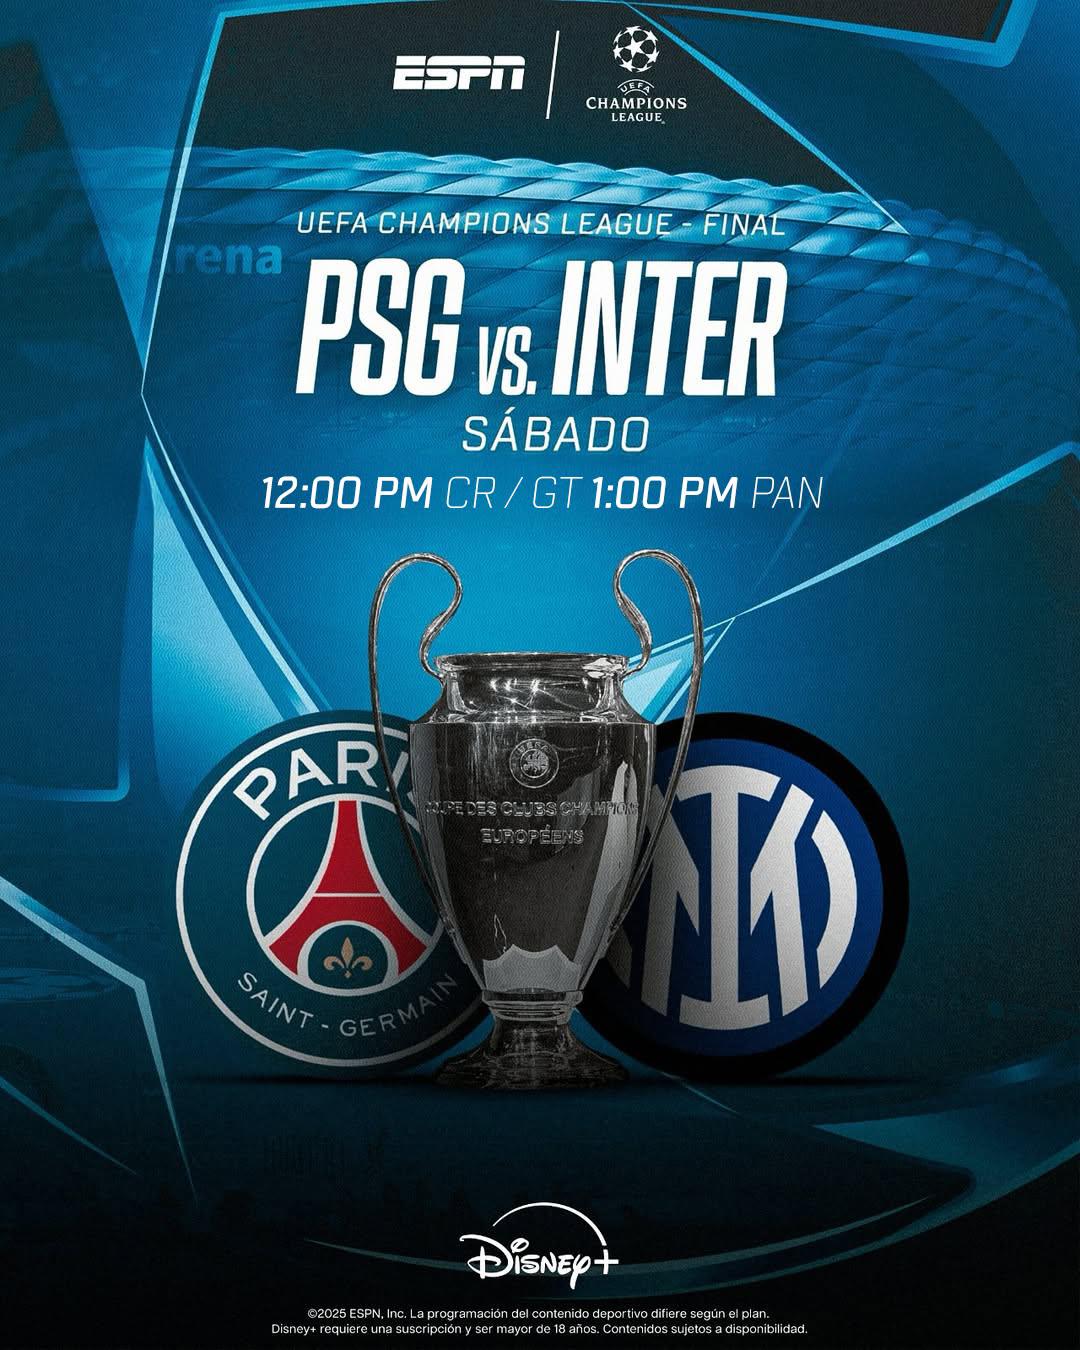 ESPN
UEFA
CHAMPIONS
LEAGUE
UEFA CHAMPIONS LEAGUE - FINAL
PSG VS. INTER
SÁBADO
12:00 PM CR / GT 1:00 PM PAN
UEFA
COUPE DES CLUBS CHAMPIONS
EUROPÉENS
PARIS
SAINT - GERMAIN
IM
Disney+
©2025 ESPN, Inc. La programación del contenido deportivo difiere según el plan.
Disney+ requiere una suscripción y ser mayor de 18 años. Contenidos sujetos a disponibilidad.